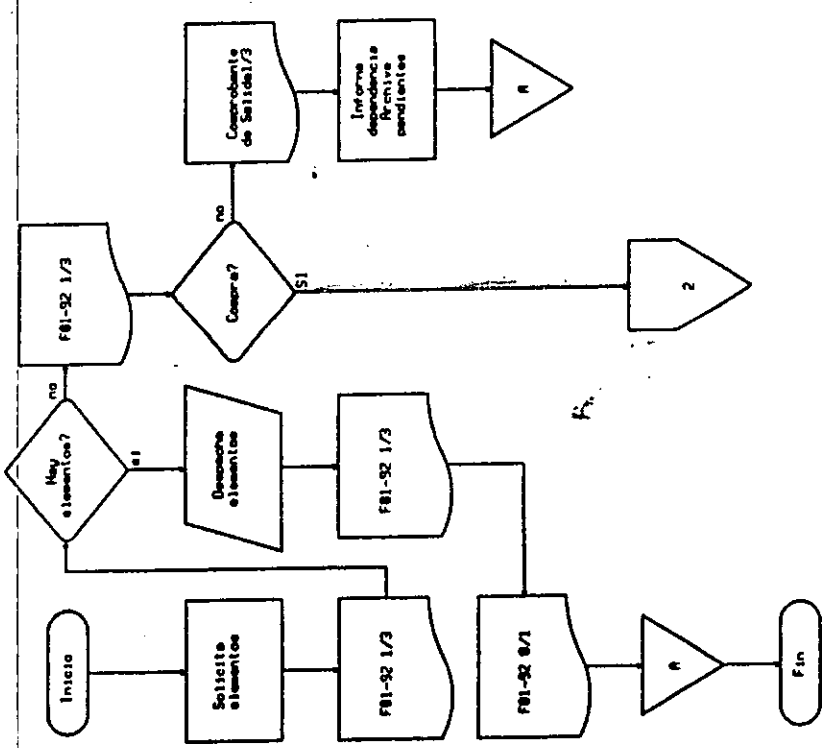 Inicio
Solicita
elementos
F01-92 1/3
F01-92 0/1
A
Fin
Hay
elementos?
no
si
Despacha
elementos
F01-92 1/3
F01-92 1/3
Compra?
no
S1
2
Comprobante
de Salida1/3
Informa
dependencia
Archiva
pendientes
A